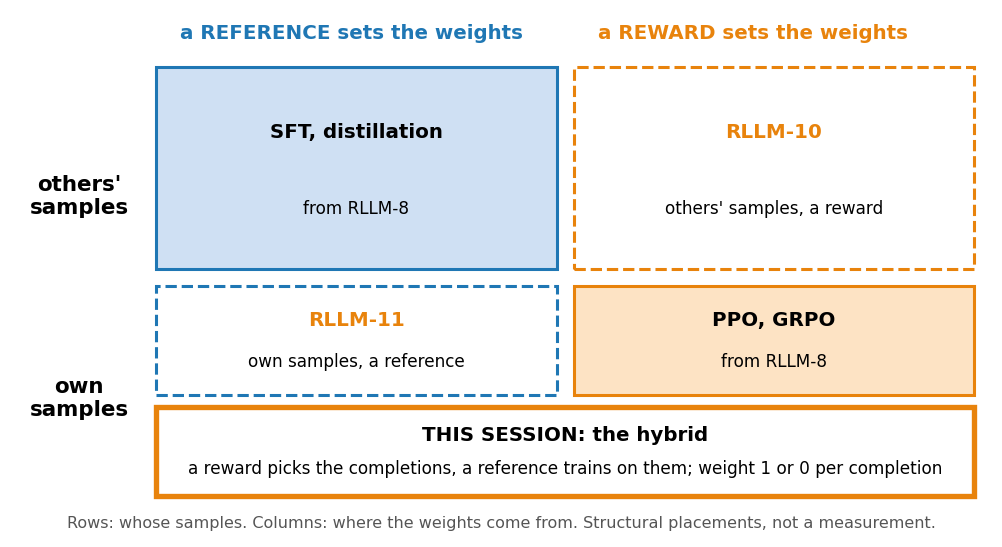 a REFERENCE sets the weights
a REWARD sets the weights
others'
samples
SFT, distillation
from RLLM-8
RLLM-10
others' samples, a reward
own
samples
RLLM-11
own samples, a reference
PPO, GRPO
from RLLM-8
THIS SESSION: the hybrid
a reward picks the completions, a reference trains on them; weight 1 or 0 per completion
Rows: whose samples. Columns: where the weights come from. Structural placements, not a measurement.